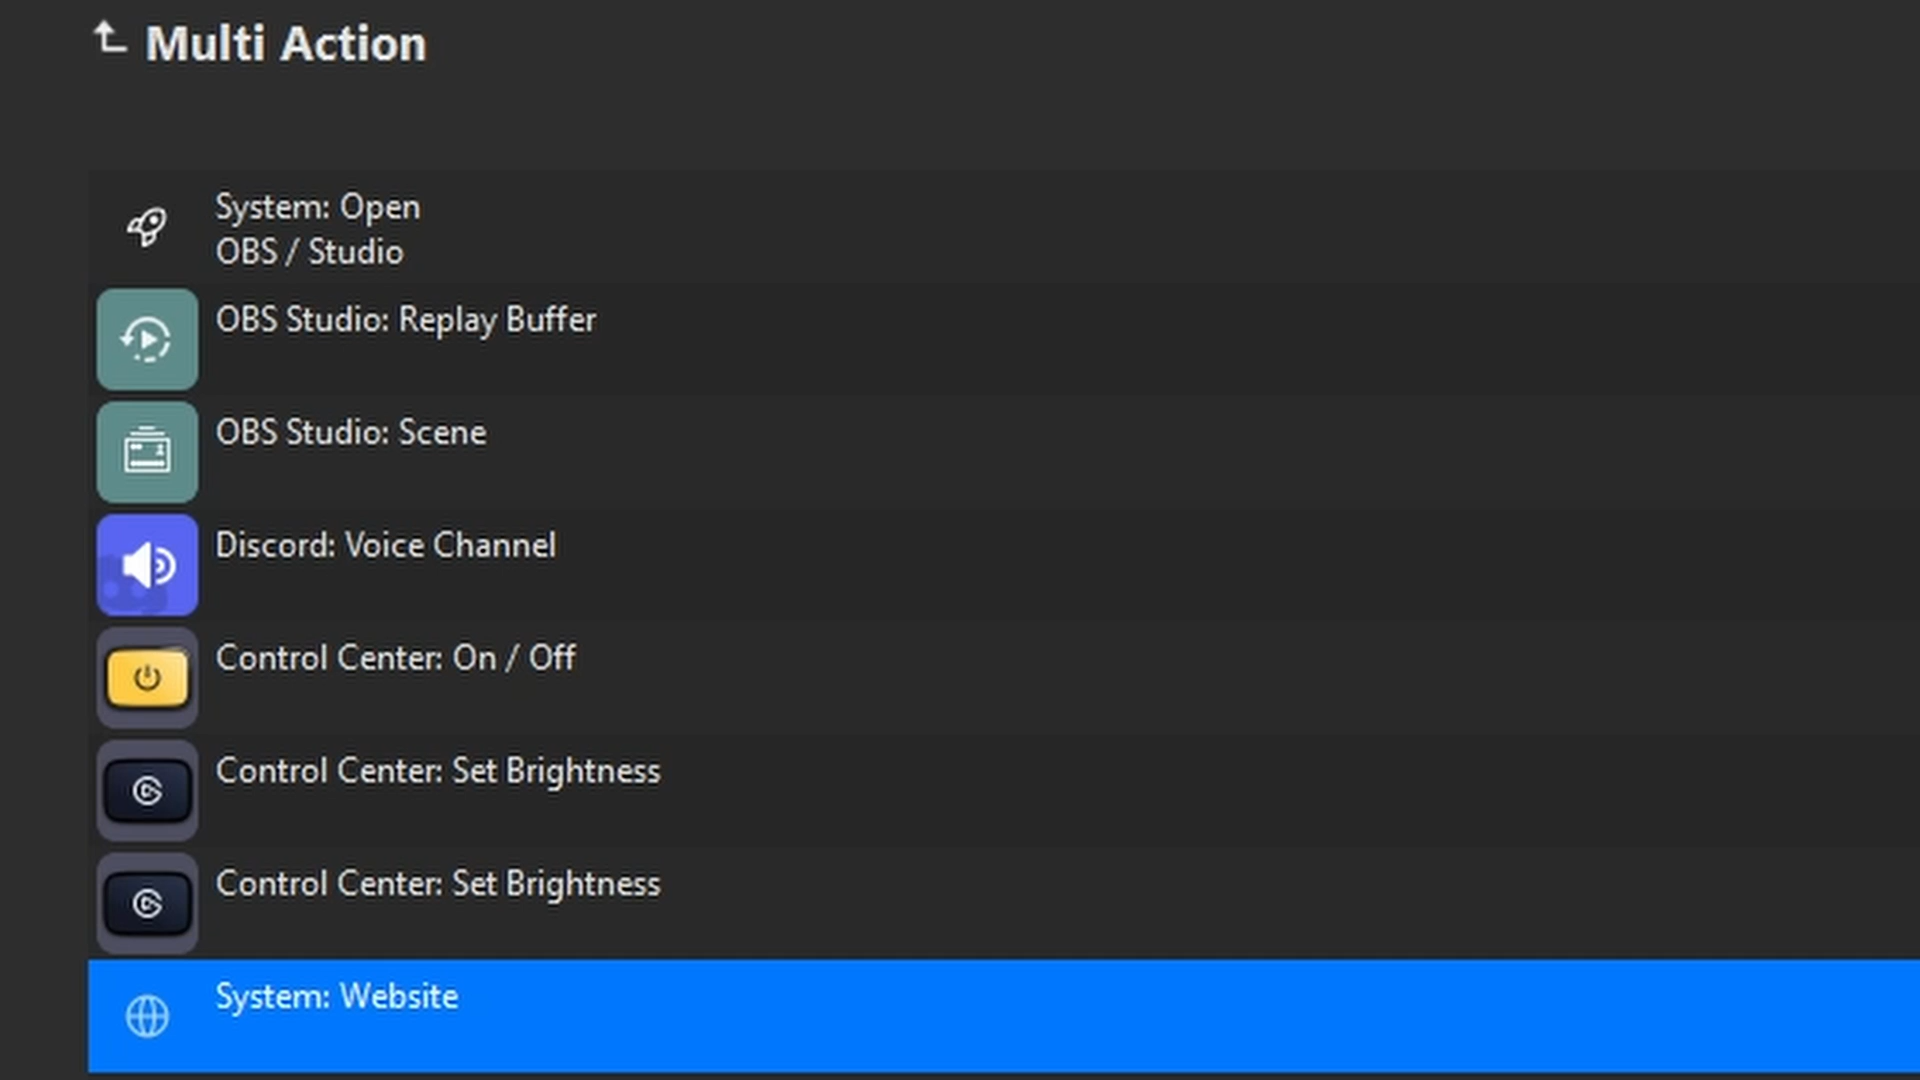 Multi Action
System: Open
OBS / Studio
OBS Studio: Replay Buffer
OBS Studio: Scene
Discord: Voice Channel
Control Center: On / Off
Control Center: Set Brightness
Control Center: Set Brightness
System: Website